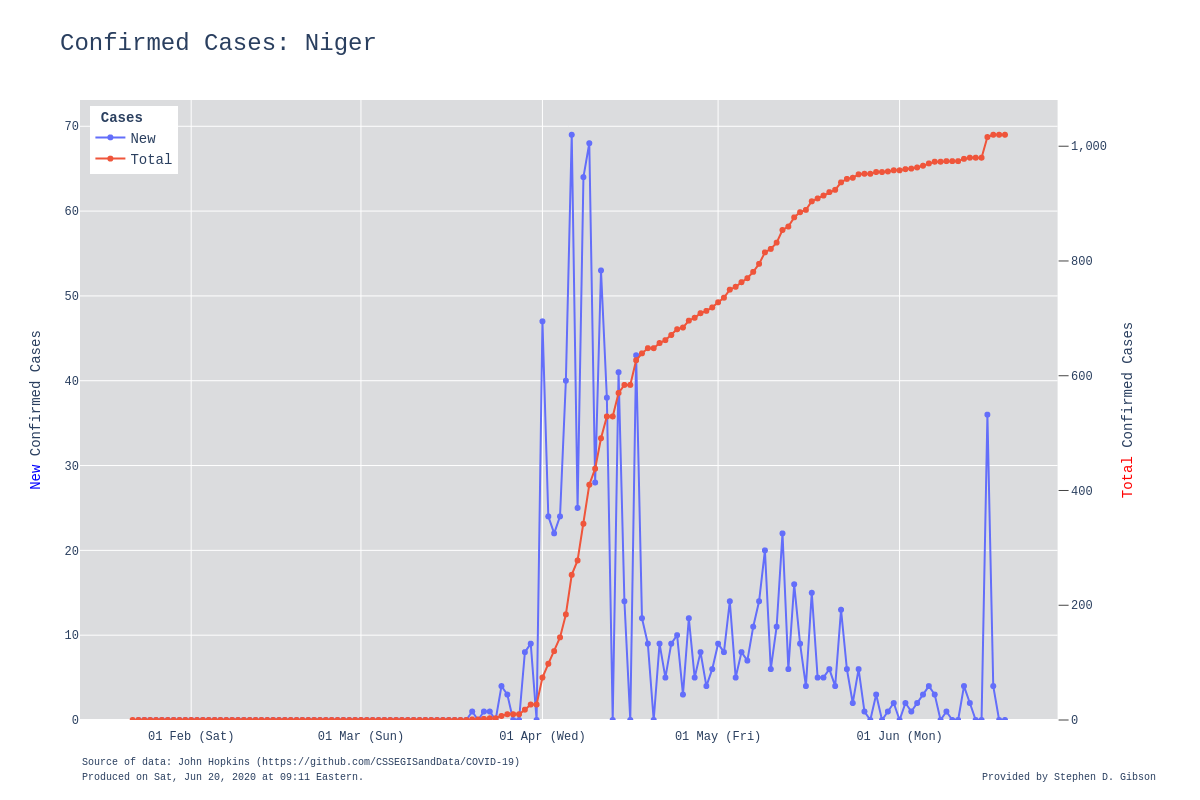 Confirmed Cases: Niger
Cases
New
Total
70
60
50
40
30
20
10
0
1,000
800
600
400
200
0
New Confirmed Cases
Total Confirmed Cases
01 Feb (Sat)
01 Mar (Sun)
01 Apr (Wed)
01 May (Fri)
01 Jun (Mon)
Source of data: John Hopkins (https://github.com/CSSEGISandData/COVID-19)
Produced on Sat, Jun 20, 2020 at 09:11 Eastern.
Provided by Stephen D. Gibson